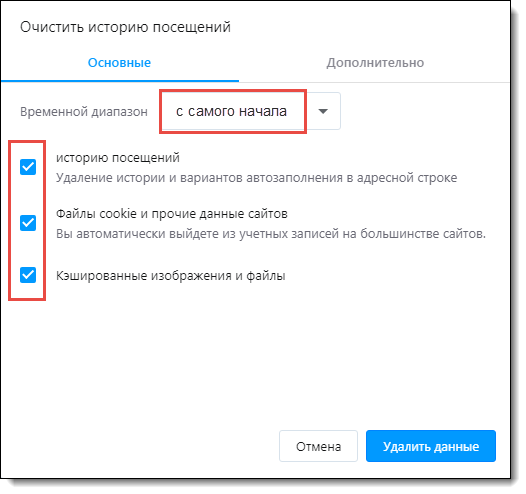 Очистить историю посещений
Основные Дополнительно
Временной диапазон с самого начала
историю посещений
Удаление истории и вариантов автозаполнения в адресной строке
Файлы cookie и прочие данные сайтов
Вы автоматически выйдете из учетных записей на большинстве сайтов.
Кэшированные изображения и файлы
Отмена Удалить данные